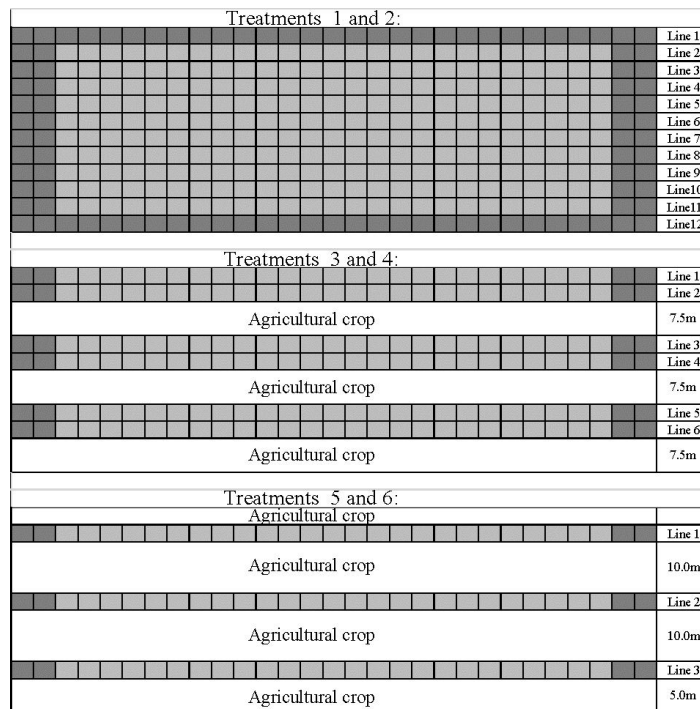 Treatments 1 and 2:
Line 1
Line 2
Line 3
Line 4
Line 5
Line 6
Line 7
Line 8
Line 9
Line10
Line11
Line12
Treatments 3 and 4:
Line 1
Line 2
Agricultural crop 7.5m
Line 3
Line 4
Agricultural crop 7.5m
Line 5
Line 6
Agricultural crop 7.5m
Treatments 5 and 6:
Agricultural crop
Line 1
Agricultural crop 10.0m
Line 2
Agricultural crop 10.0m
Line 3
Agricultural crop 5.0m